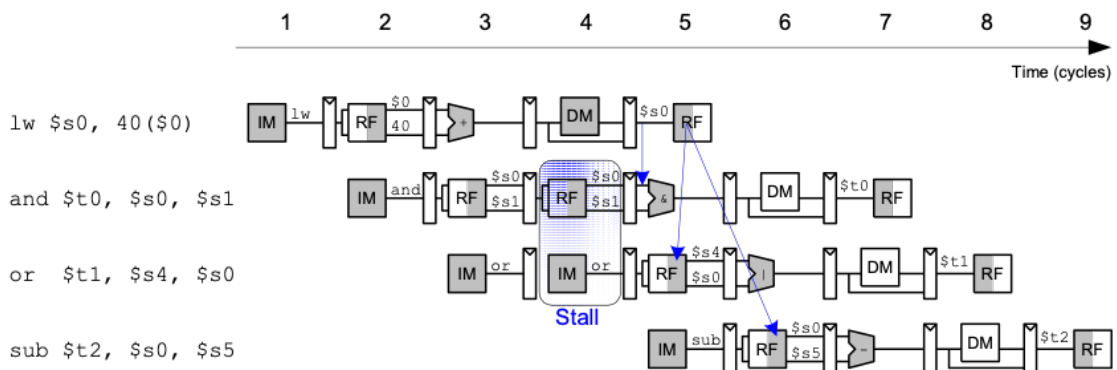 1 2 3 4 5 6 7 8 9
Time (cycles)
lw $s0, 40($0) IM lw RF $0 40 + DM $s0 RF
and $t0, $s0, $s1 IM and RF $s0 $s1 RF $s0 $s1 & DM $t0 RF
or $t1, $s4, $s0 IM or IM or RF $s4 $s0 | DM $t1 RF
Stall
sub $t2, $s0, $s5 IM sub RF $s0 $s5 - DM $t2 RF